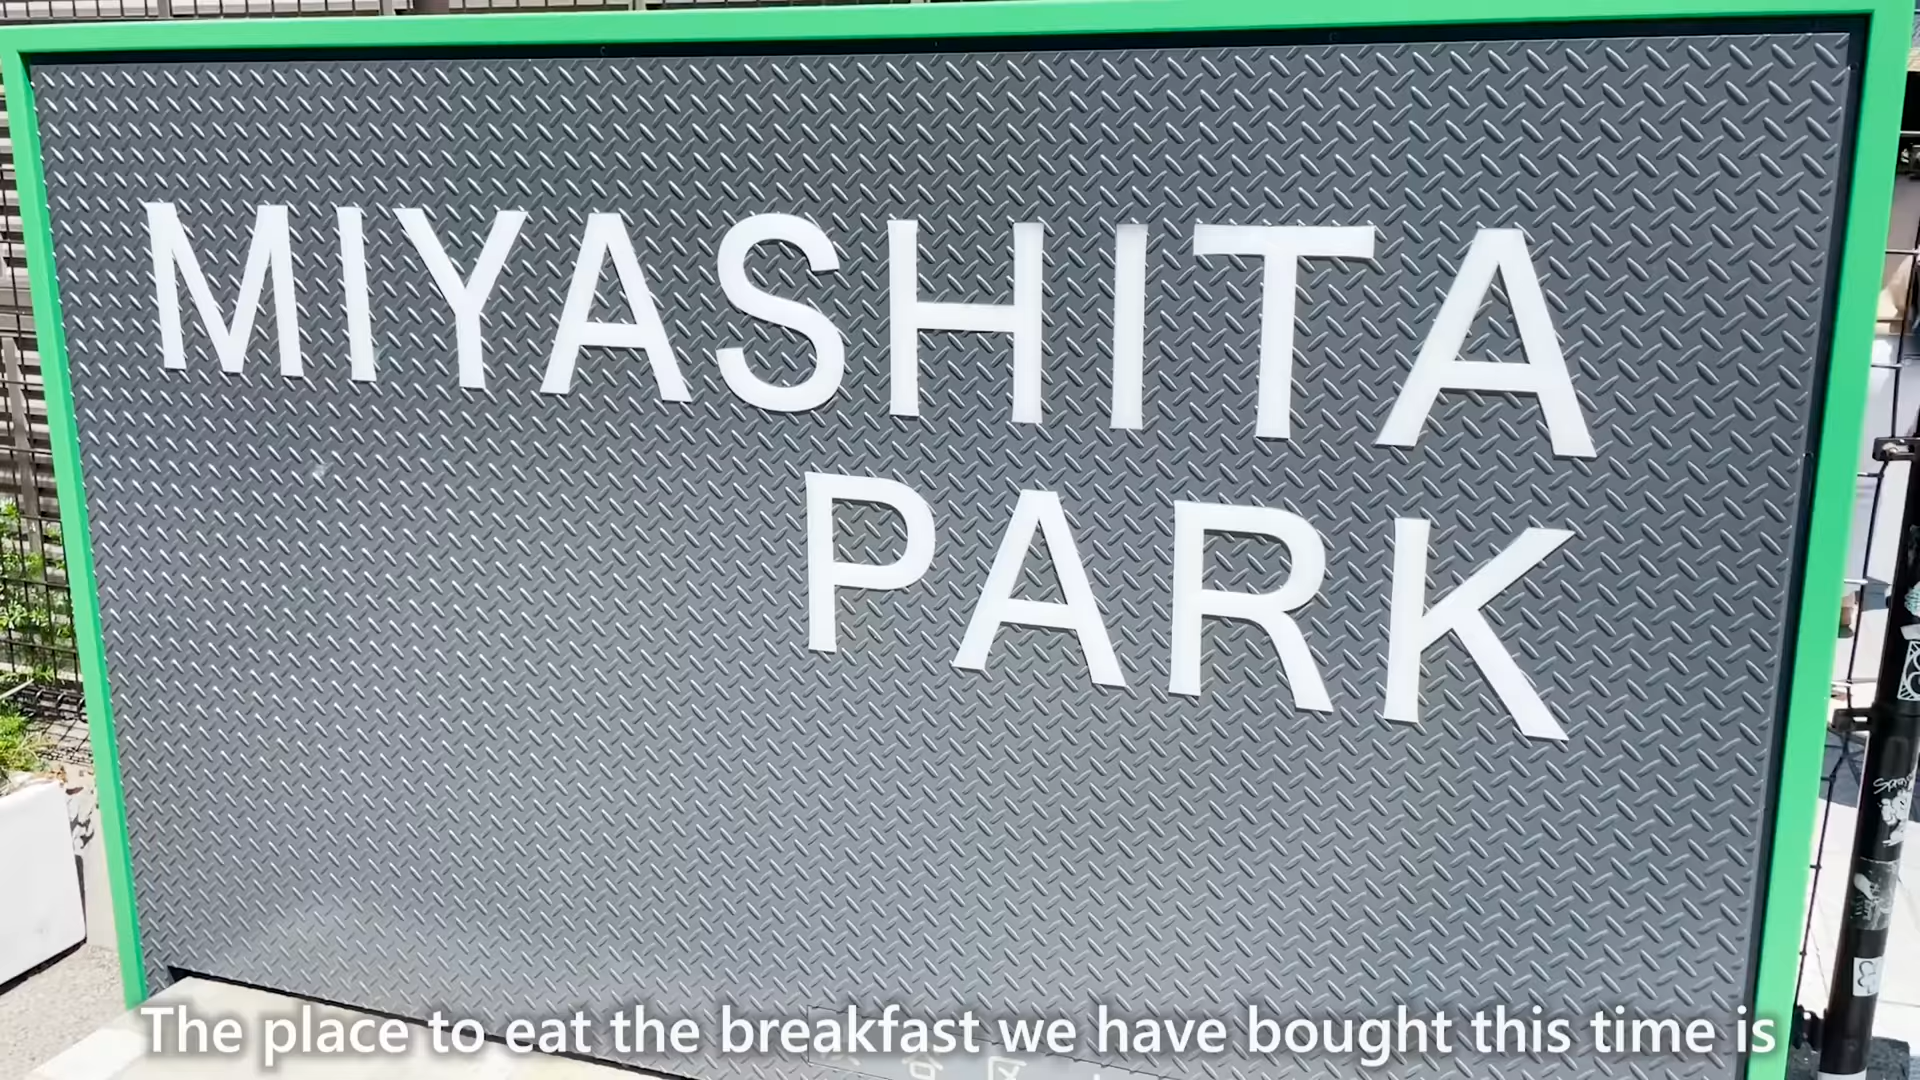 MIYASHITA
PARK
The place to eat the breakfast we have bought this time is